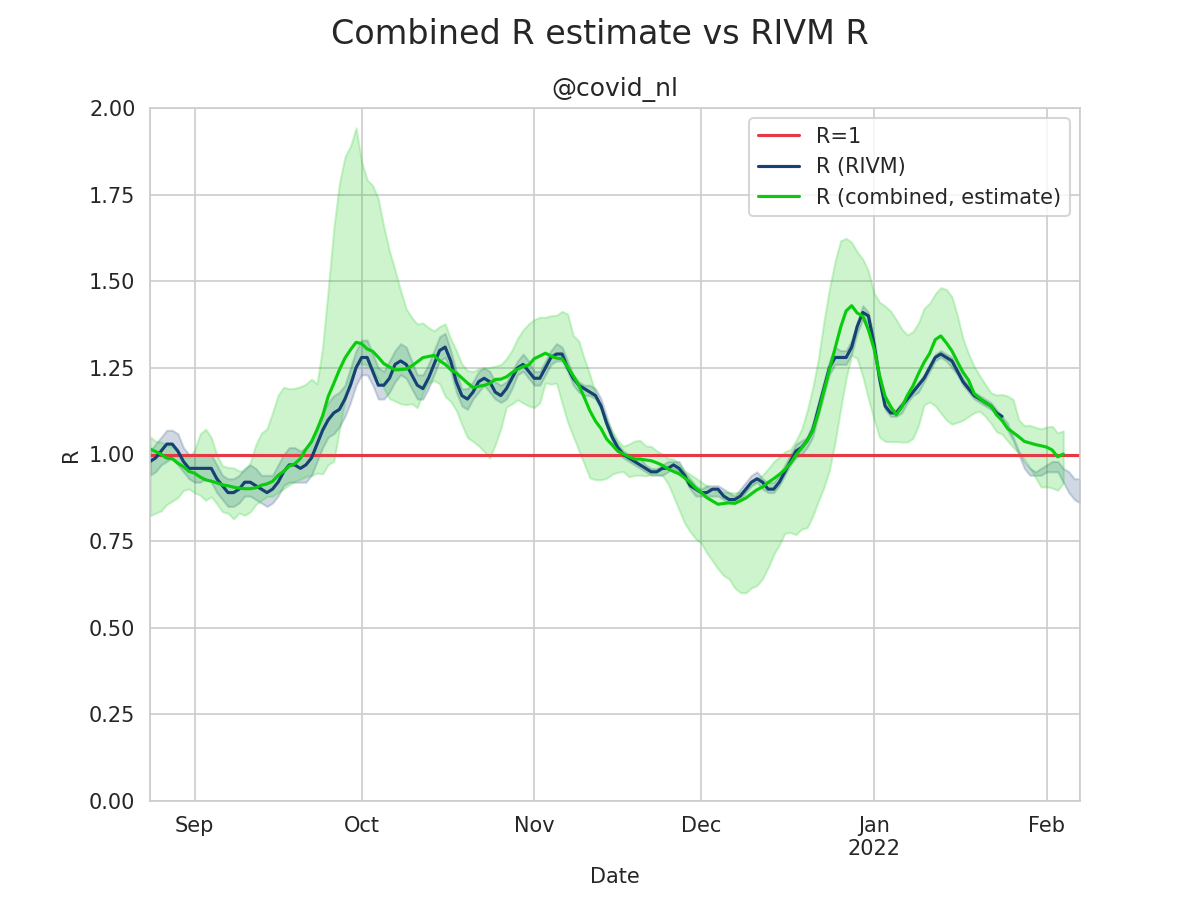 Combined R estimate vs RIVM R
@covid_nl
2.00
1.75
1.50
1.25
1.00
0.75
0.50
0.25
0.00
R
R=1
R (RIVM)
R (combined, estimate)
Sep
Oct
Nov
Dec
Jan
2022
Feb
Date